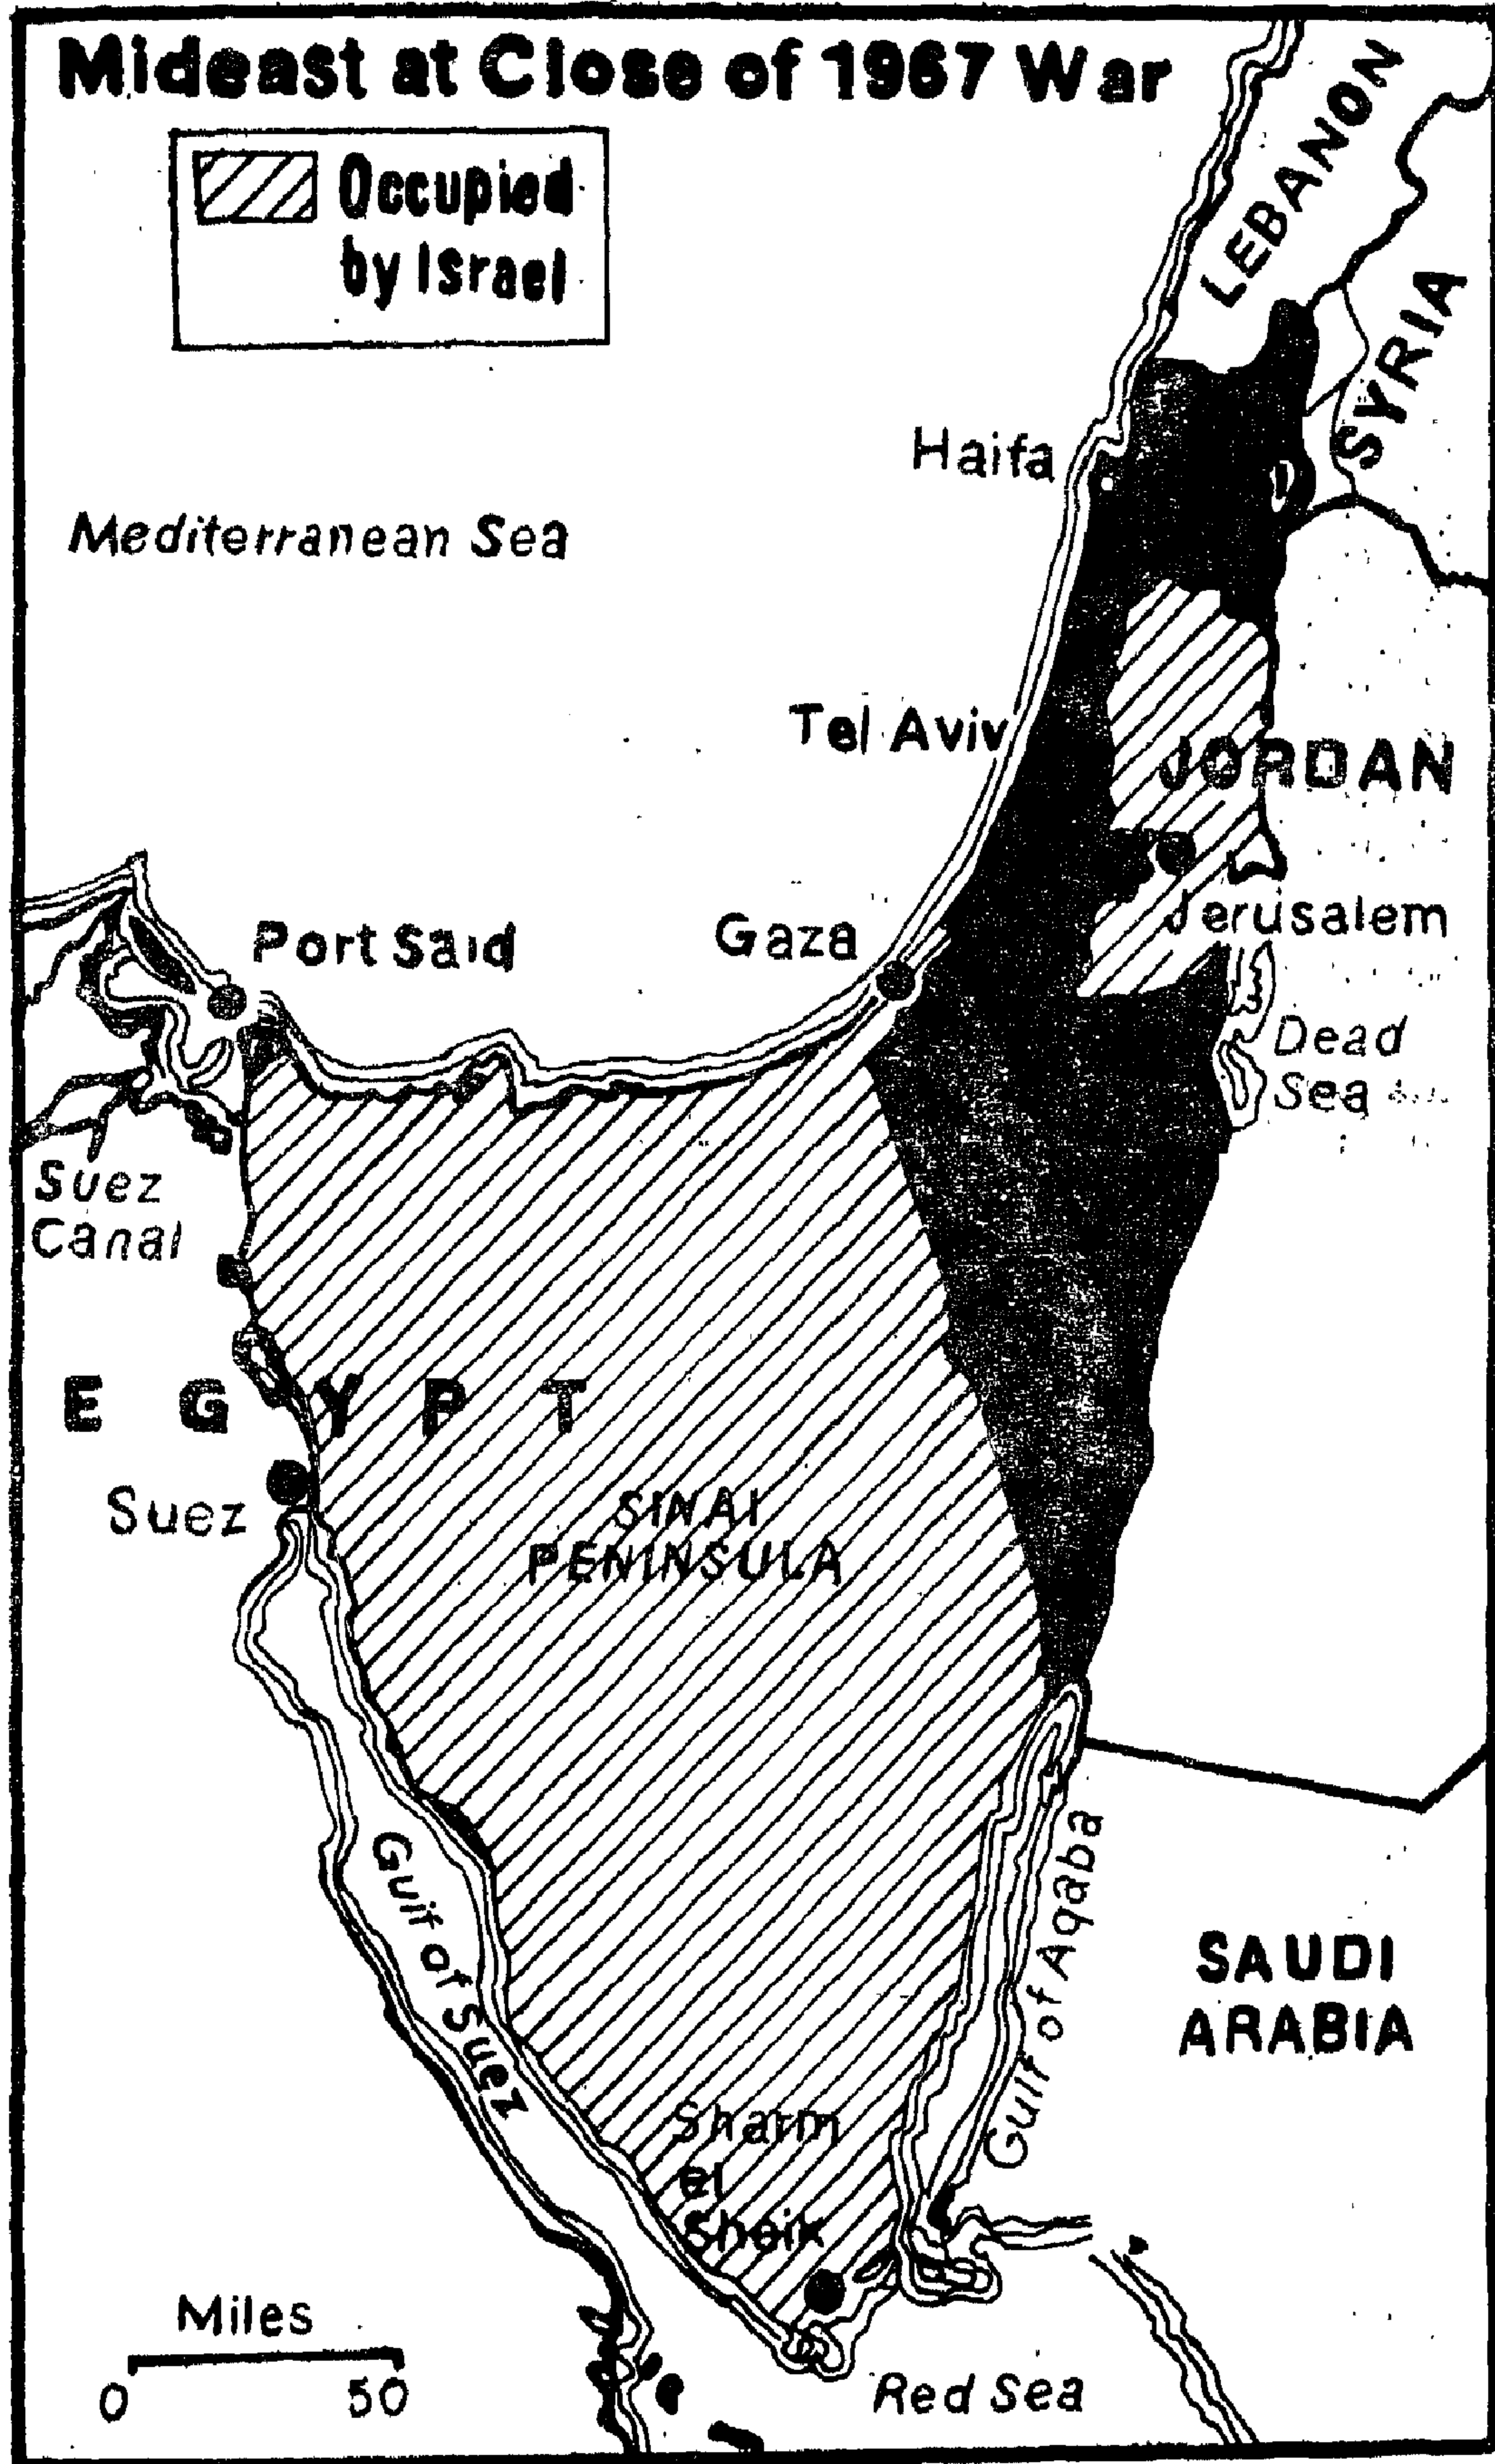 Mideast at Close of 1967 War
Occupied
by Israel
LEBANON
SYRIA
Haifa
Mediterranean Sea
Tel Aviv
JORDAN
Port Said
Gaza
Jerusalem
Dead
Sea
Suez
Canal
EGYPT
Suez
SINAI
PENINSULA
Gulf of Suez
Gulf of Aqaba
SAUDI
ARABIA
Sharm
el
Sheik
Miles
0 50
Red Sea